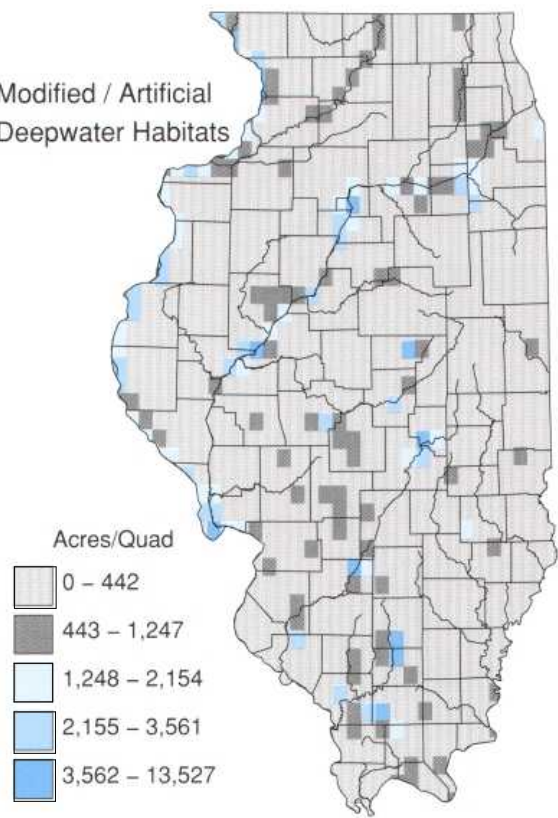 Modified / Artificial
Deepwater Habitats
Acres/Quad
0 – 442
443 – 1,247
1,248 – 2,154
2,155 – 3,561
3,562 – 13,527